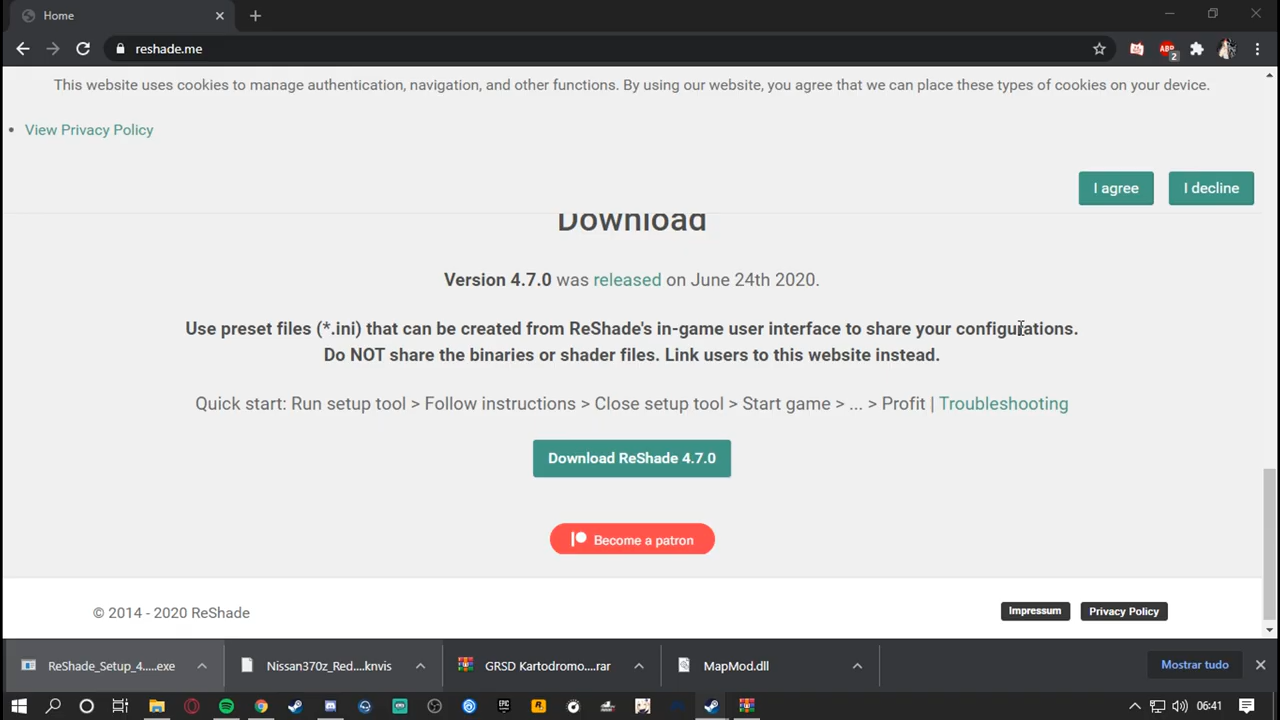 Home
reshade.me
ABP
2
This website uses cookies to manage authentication, navigation, and other functions. By using our website, you agree that we can place these types of cookies on your device.
• View Privacy Policy
I agree
I decline
Download
Version 4.7.0 was released on June 24th 2020.
Use preset files (*.ini) that can be created from ReShade's in-game user interface to share your configurations.
Do NOT share the binaries or shader files. Link users to this website instead.
Quick start: Run setup tool > Follow instructions > Close setup tool > Start game > ... > Profit | Troubleshooting
Download ReShade 4.7.0
Become a patron
© 2014 - 2020 ReShade
Impressum
Privacy Policy
ReShade_Setup_4.....exe
Nissan370z_Red....knvis
GRSD Kartodromo....rar
MapMod.dll
Mostrar tudo
EPIC
R
06:41